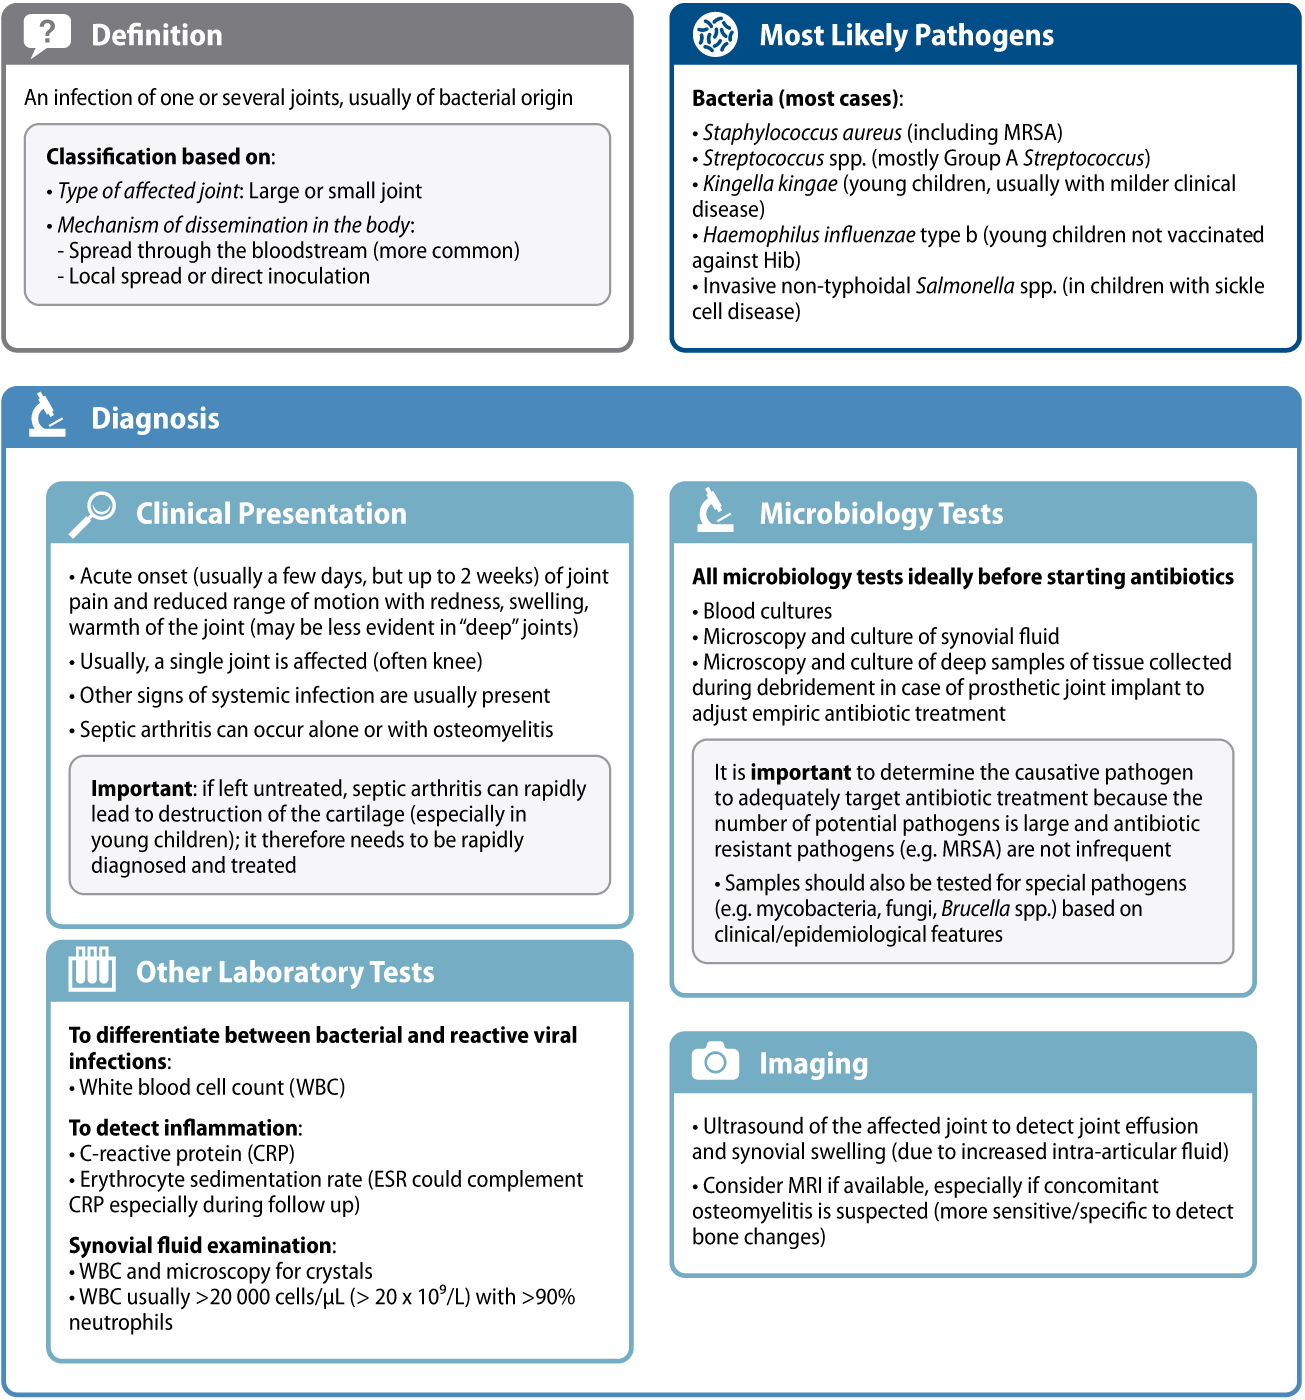 Definition
An infection of one or several joints, usually of bacterial origin
Classification based on:
• Type of affected joint: Large or small joint
• Mechanism of dissemination in the body:
- Spread through the bloodstream (more common)
- Local spread or direct inoculation
Most Likely Pathogens
Bacteria (most cases):
• Staphylococcus aureus (including MRSA)
• Streptococcus spp. (mostly Group A Streptococcus)
• Kingella kingae (young children, usually with milder clinical
disease)
• Haemophilus influenzae type b (young children not vaccinated
against Hib)
• Invasive non-typhoidal Salmonella spp. (in children with sickle
cell disease)
Diagnosis
Clinical Presentation
• Acute onset (usually a few days, but up to 2 weeks) of joint
pain and reduced range of motion with redness, swelling,
warmth of the joint (may be less evident in “deep” joints)
• Usually, a single joint is affected (often knee)
• Other signs of systemic infection are usually present
• Septic arthritis can occur alone or with osteomyelitis
Important: if left untreated, septic arthritis can rapidly
lead to destruction of the cartilage (especially in
young children); it therefore needs to be rapidly
diagnosed and treated
Other Laboratory Tests
To differentiate between bacterial and reactive viral
infections:
• White blood cell count (WBC)
To detect inflammation:
• C-reactive protein (CRP)
• Erythrocyte sedimentation rate (ESR could complement
CRP especially during follow up)
Synovial fluid examination:
• WBC and microscopy for crystals
• WBC usually >20 000 cells/µL (> 20 x 10⁹/L) with >90%
neutrophils
Microbiology Tests
All microbiology tests ideally before starting antibiotics
• Blood cultures
• Microscopy and culture of synovial fluid
• Microscopy and culture of deep samples of tissue collected
during debridement in case of prosthetic joint implant to
adjust empiric antibiotic treatment
It is important to determine the causative pathogen
to adequately target antibiotic treatment because the
number of potential pathogens is large and antibiotic
resistant pathogens (e.g. MRSA) are not infrequent
• Samples should also be tested for special pathogens
(e.g. mycobacteria, fungi, Brucella spp.) based on
clinical/epidemiological features
Imaging
• Ultrasound of the affected joint to detect joint effusion
and synovial swelling (due to increased intra-articular fluid)
• Consider MRI if available, especially if concomitant
osteomyelitis is suspected (more sensitive/specific to detect
bone changes)